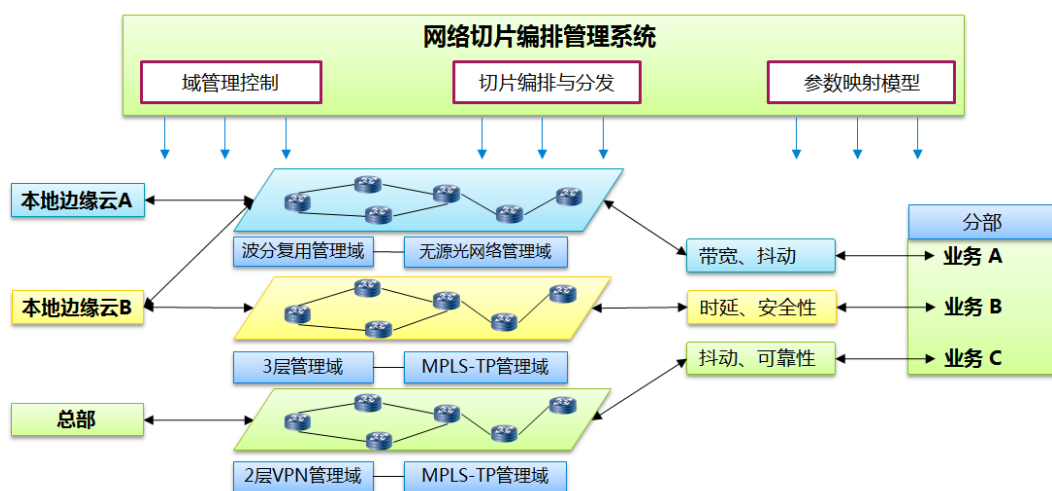 网络切片编排管理系统
域管理控制
切片编排与分发
参数映射模型
本地边缘云A
波分复用管理域
无源光网络管理域
带宽、抖动
分部
业务 A
本地边缘云B
时延、安全性
业务 B
3层管理域
MPLS-TP管理域
抖动、可靠性
业务 C
总部
2层VPN管理域
MPLS-TP管理域